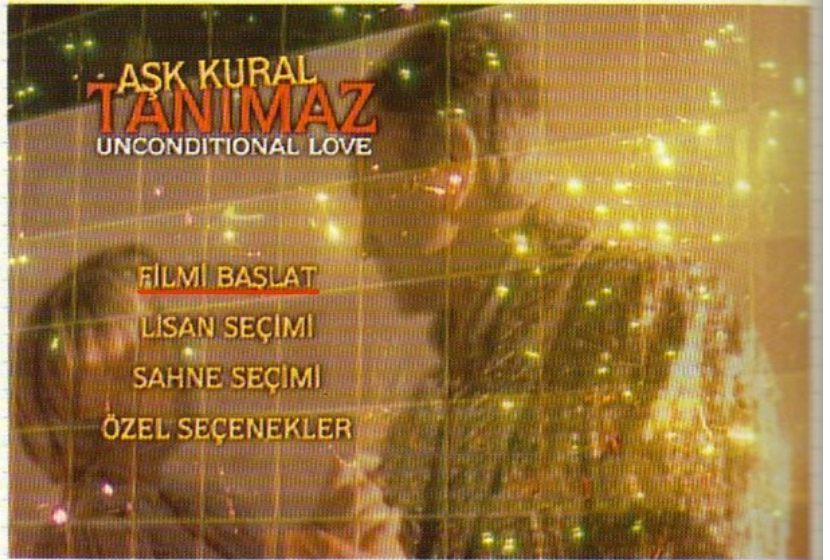 AŞK KURAL
TANIMAZ
UNCONDITIONAL LOVE
FİLMİ BAŞLAT
LİSAN SEÇİMİ
SAHNE SEÇİMİ
ÖZEL SEÇENEKLER